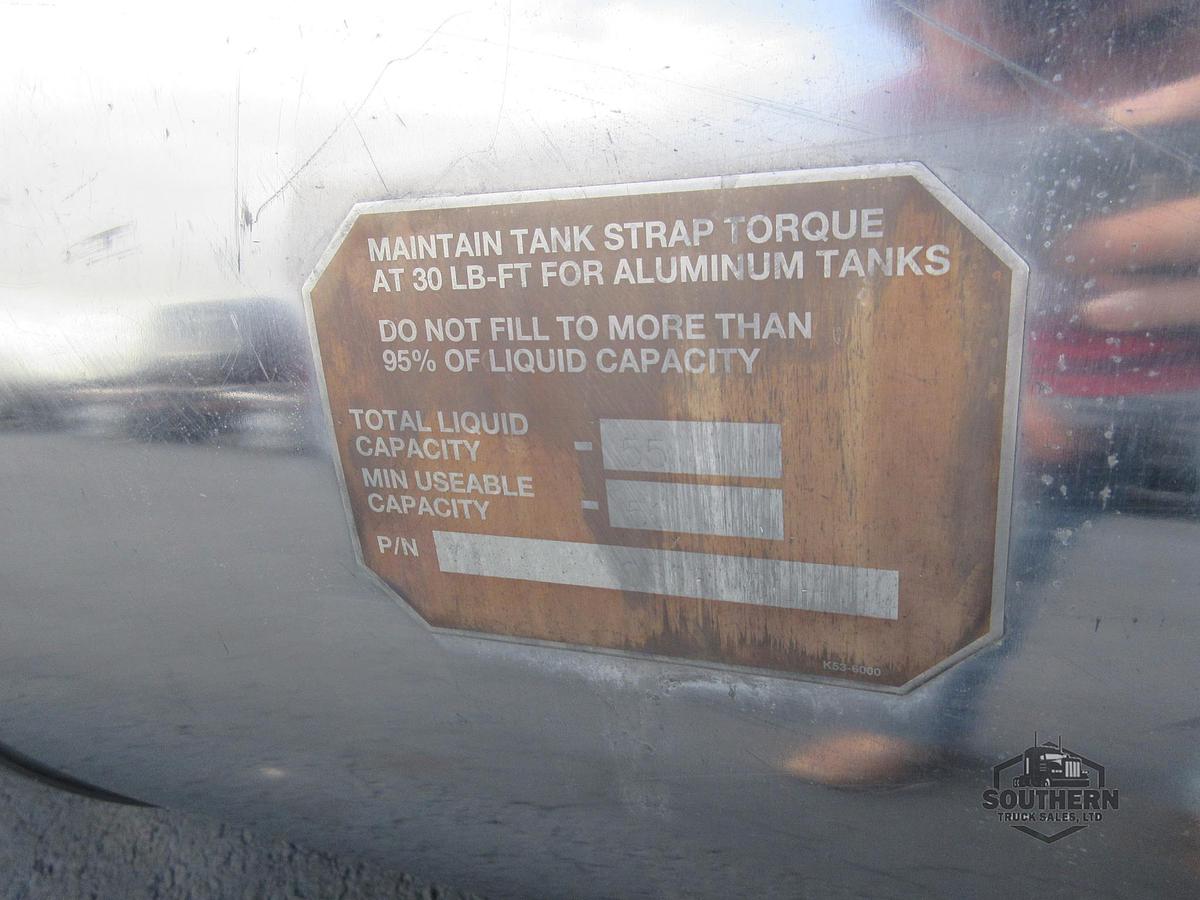 MAINTAIN TANK STRAP TORQUE
AT 30 LB-FT FOR ALUMINUM TANKS
DO NOT FILL TO MORE THAN
95% OF LIQUID CAPACITY
TOTAL LIQUID
CAPACITY - 55
MIN USEABLE
CAPACITY -
P/N
K53-6000
SOUTHERN
TRUCK SALES, LTD